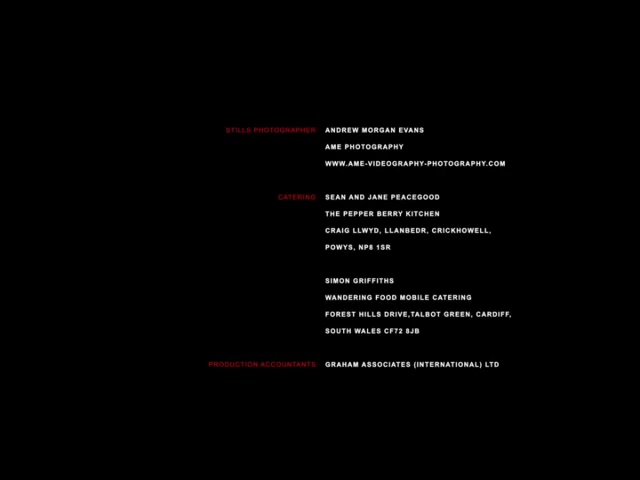 STILLS PHOTOGRAPHER ANDREW MORGAN EVANS
AME PHOTOGRAPHY
WWW.AME-VIDEOGRAPHY-PHOTOGRAPHY.COM
CATERING SEAN AND JANE PEACEGOOD
THE PEPPER BERRY KITCHEN
CRAIG LLWYD, LLANBEDR, CRICKHOWELL,
POWYS, NP8 1SR
SIMON GRIFFITHS
WANDERING FOOD MOBILE CATERING
FOREST HILLS DRIVE,TALBOT GREEN, CARDIFF,
SOUTH WALES CF72 8JB
PRODUCTION ACCOUNTANTS GRAHAM ASSOCIATES (INTERNATIONAL) LTD